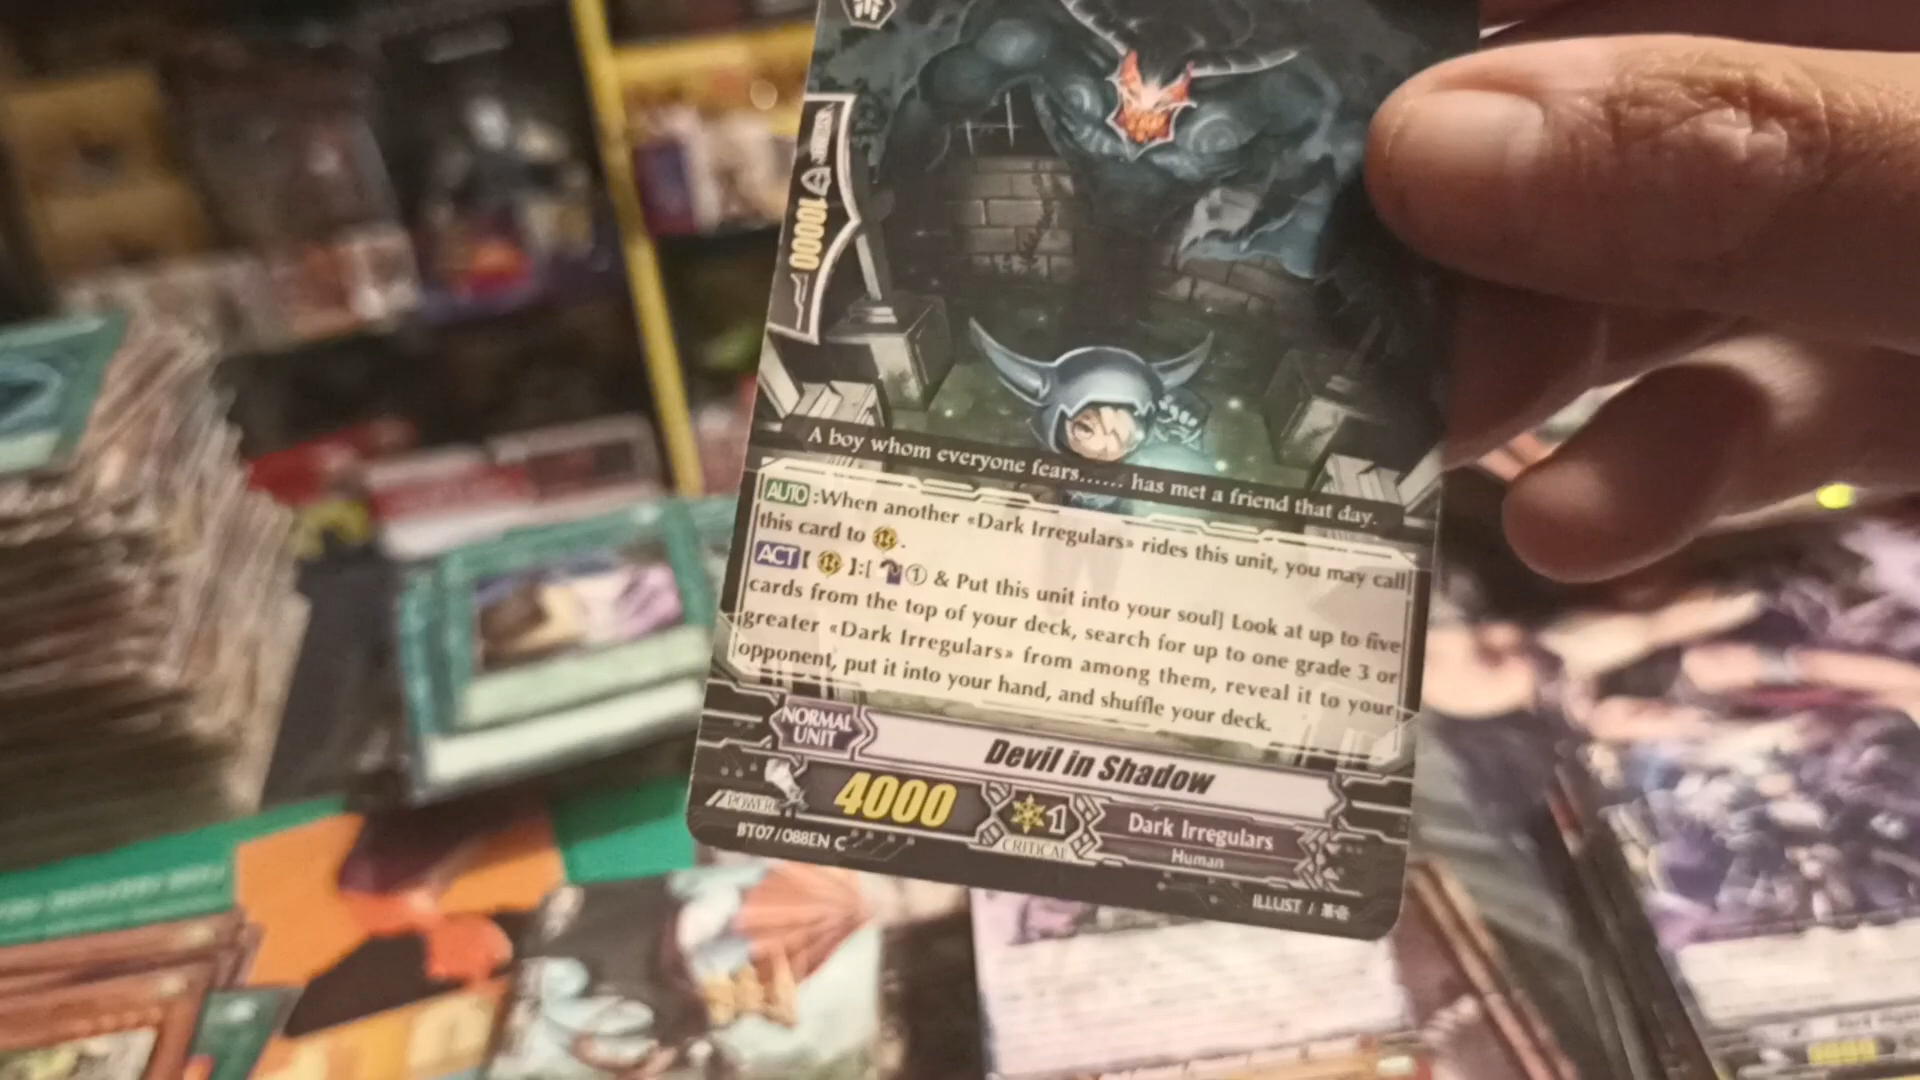 10000
A boy whom everyone fears...... has met a friend that day.
AUTO :When another «Dark Irregulars» rides this unit, you may call
this card to .
ACT [ ]:[ ① & Put this unit into your soul] Look at up to five
cards from the top of your deck, search for up to one grade 3 or
greater «Dark Irregulars» from among them, reveal it to your
opponent, put it into your hand, and shuffle your deck.
NORMAL
UNIT
Devil in Shadow
POWER
4000
1
CRITICAL
Dark Irregulars
Human
BT07/088EN C
ILLUST /